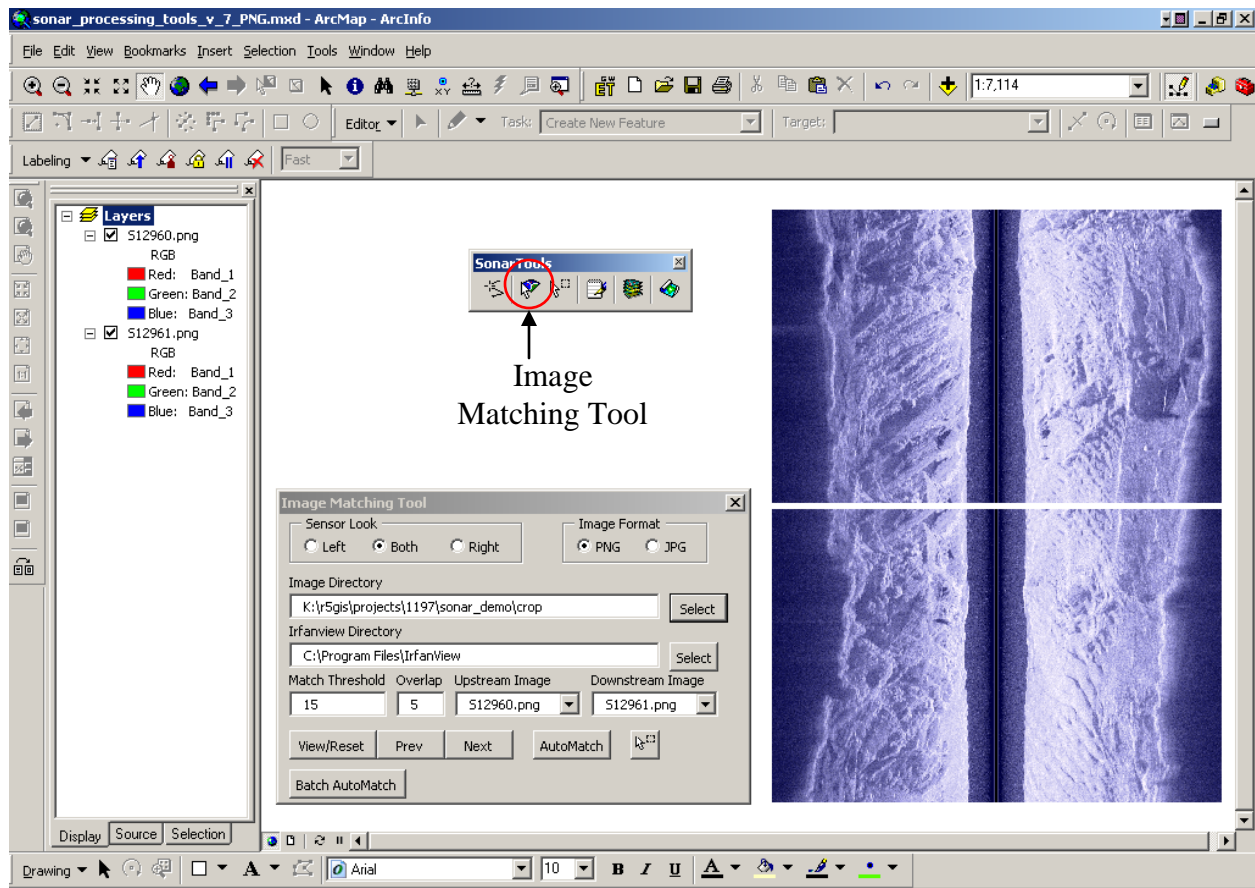 sonar_processing_tools_v_7_PNG.mxd - ArcMap - ArcInfo
File Edit View Bookmarks Insert Selection Tools Window Help
1:7,114
Editor Task: Create New Feature Target:
Labeling Fast
Layers
S12960.png
RGB
Red: Band_1
Green: Band_2
Blue: Band_3
S12961.png
RGB
Red: Band_1
Green: Band_2
Blue: Band_3
SonarTools
Image
Matching Tool
Image Matching Tool
Sensor Look Image Format
Left Both Right PNG JPG
Image Directory
K:\r5gis\projects\1197\sonar_demo\crop Select
Irfanview Directory
C:\Program Files\IrfanView Select
Match Threshold Overlap Upstream Image Downstream Image
15 5 S12960.png S12961.png
View/Reset Prev Next AutoMatch
Batch AutoMatch
Display Source Selection
Drawing A Arial 10 B I U A